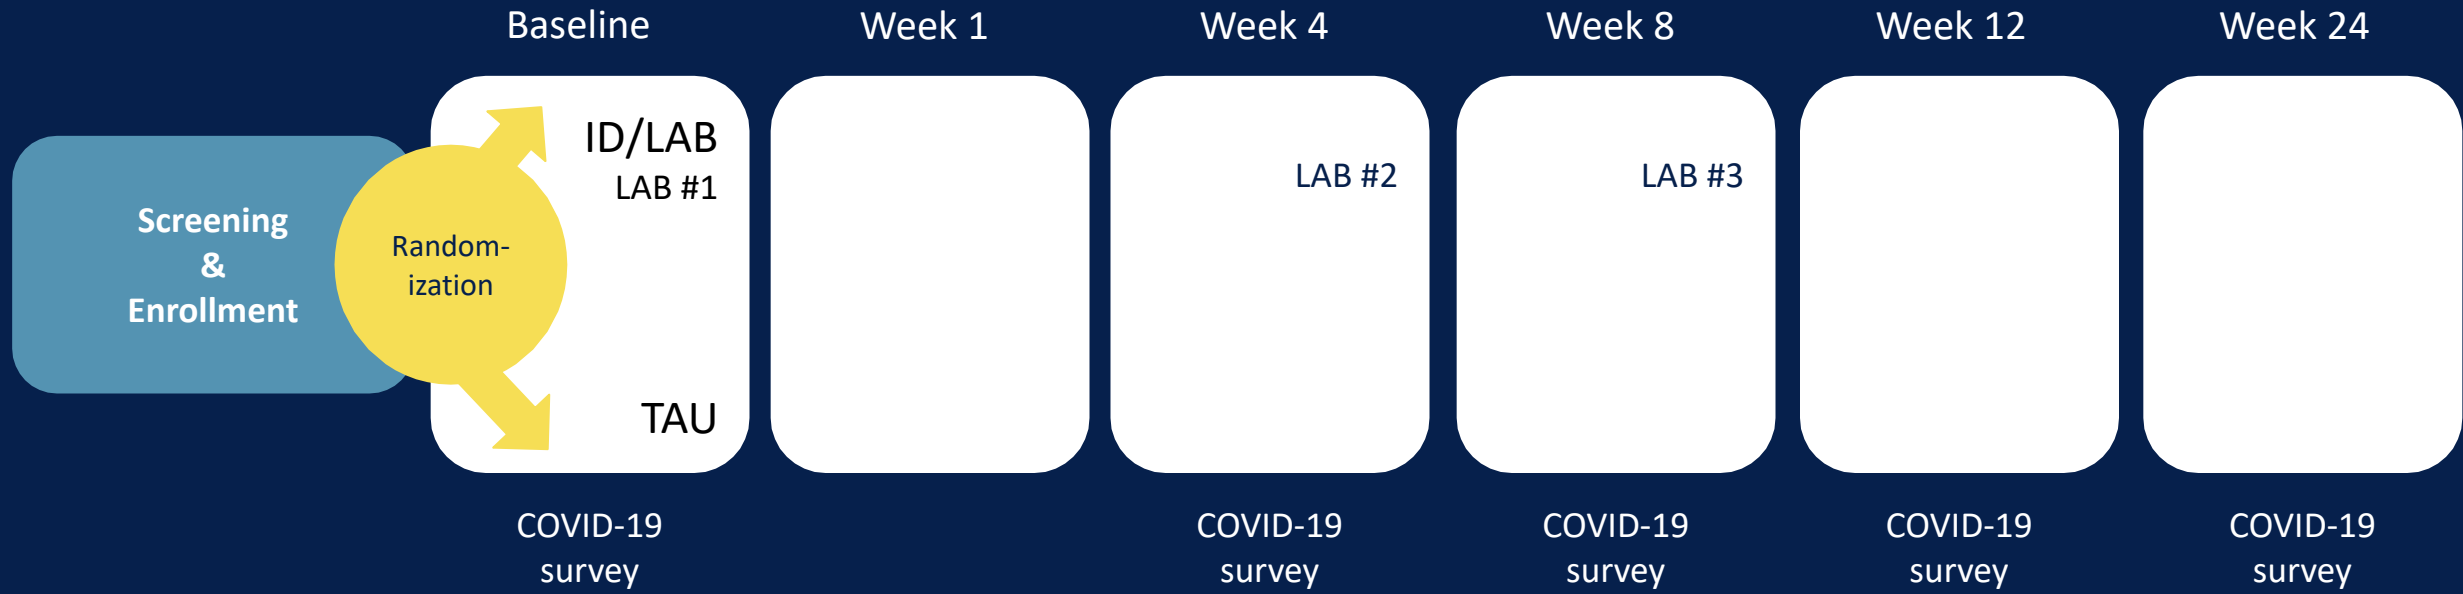 Baseline
Week 1
Week 4
Week 8
Week 12
Week 24
Screening
&
Enrollment
Random-
ization
ID/LAB
LAB #1
TAU
LAB #2
LAB #3
COVID-19
survey
COVID-19
survey
COVID-19
survey
COVID-19
survey
COVID-19
survey